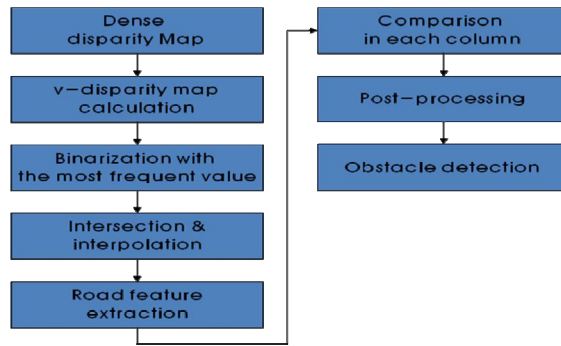 Dense
disparity Map
v-disparity map
calculation
Binarization with
the most frequent value
Intersection &
interpolation
Road feature
extraction
Comparison
in each column
Post-processing
Obstacle detection